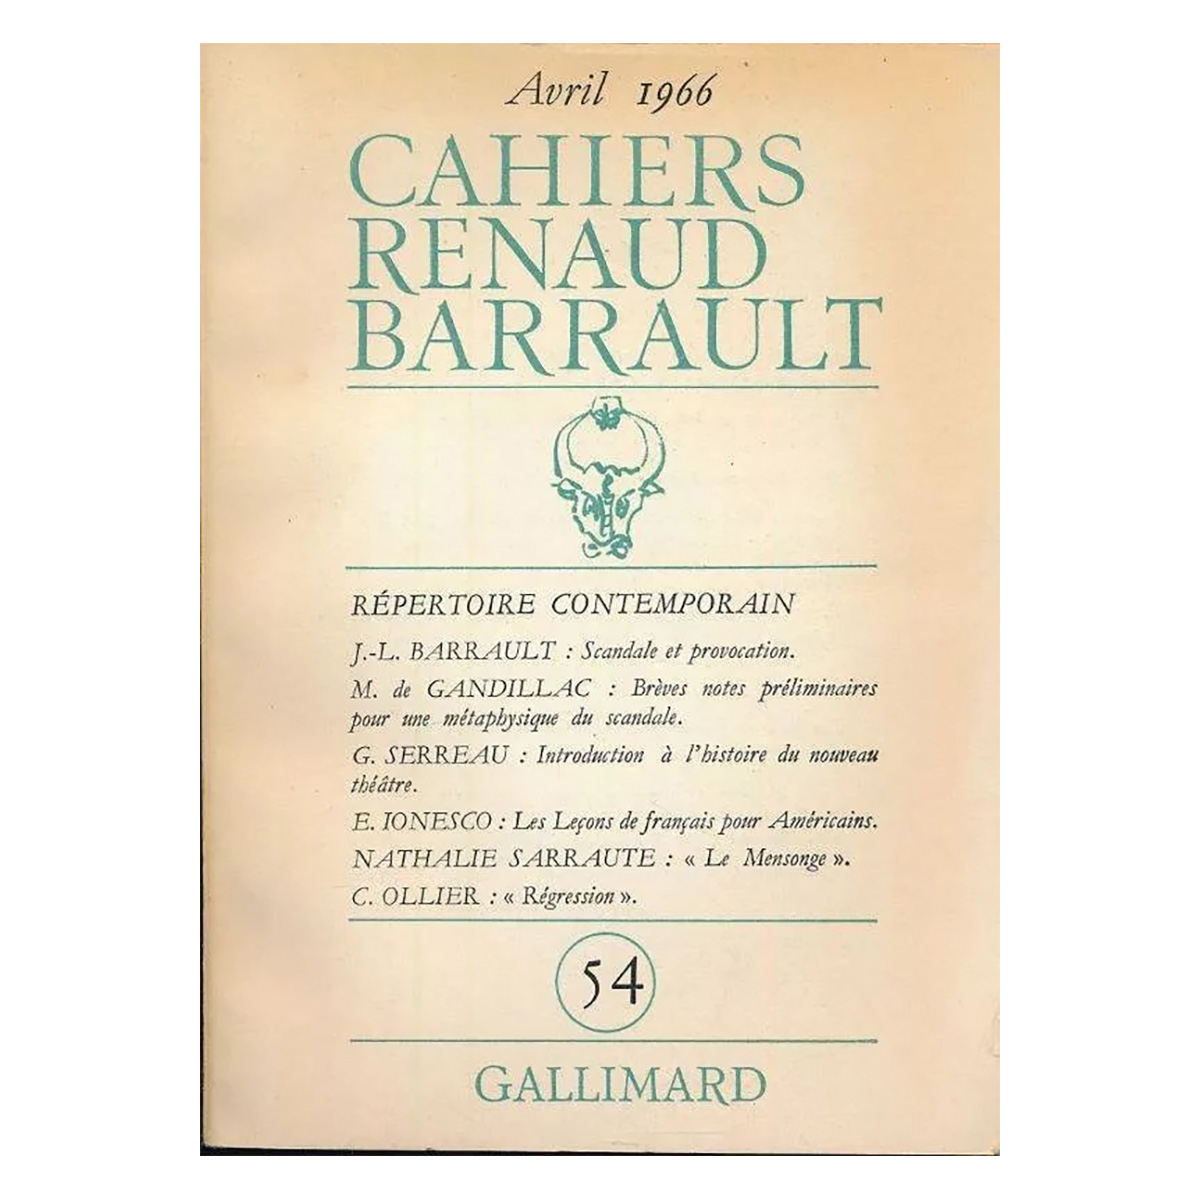 Avril 1966
CAHIERS
RENAUD
BARRAULT
RÉPERTOIRE CONTEMPORAIN
J.-L. BARRAULT : Scandale et provocation.
M. de GANDILLAC : Brèves notes préliminaires
pour une métaphysique du scandale.
G. SERREAU : Introduction à l'histoire du nouveau
théâtre.
E. IONESCO : Les Leçons de français pour Américains.
NATHALIE SARRAUTE : « Le Mensonge ».
C. OLLIER : « Régression ».
54
GALLIMARD